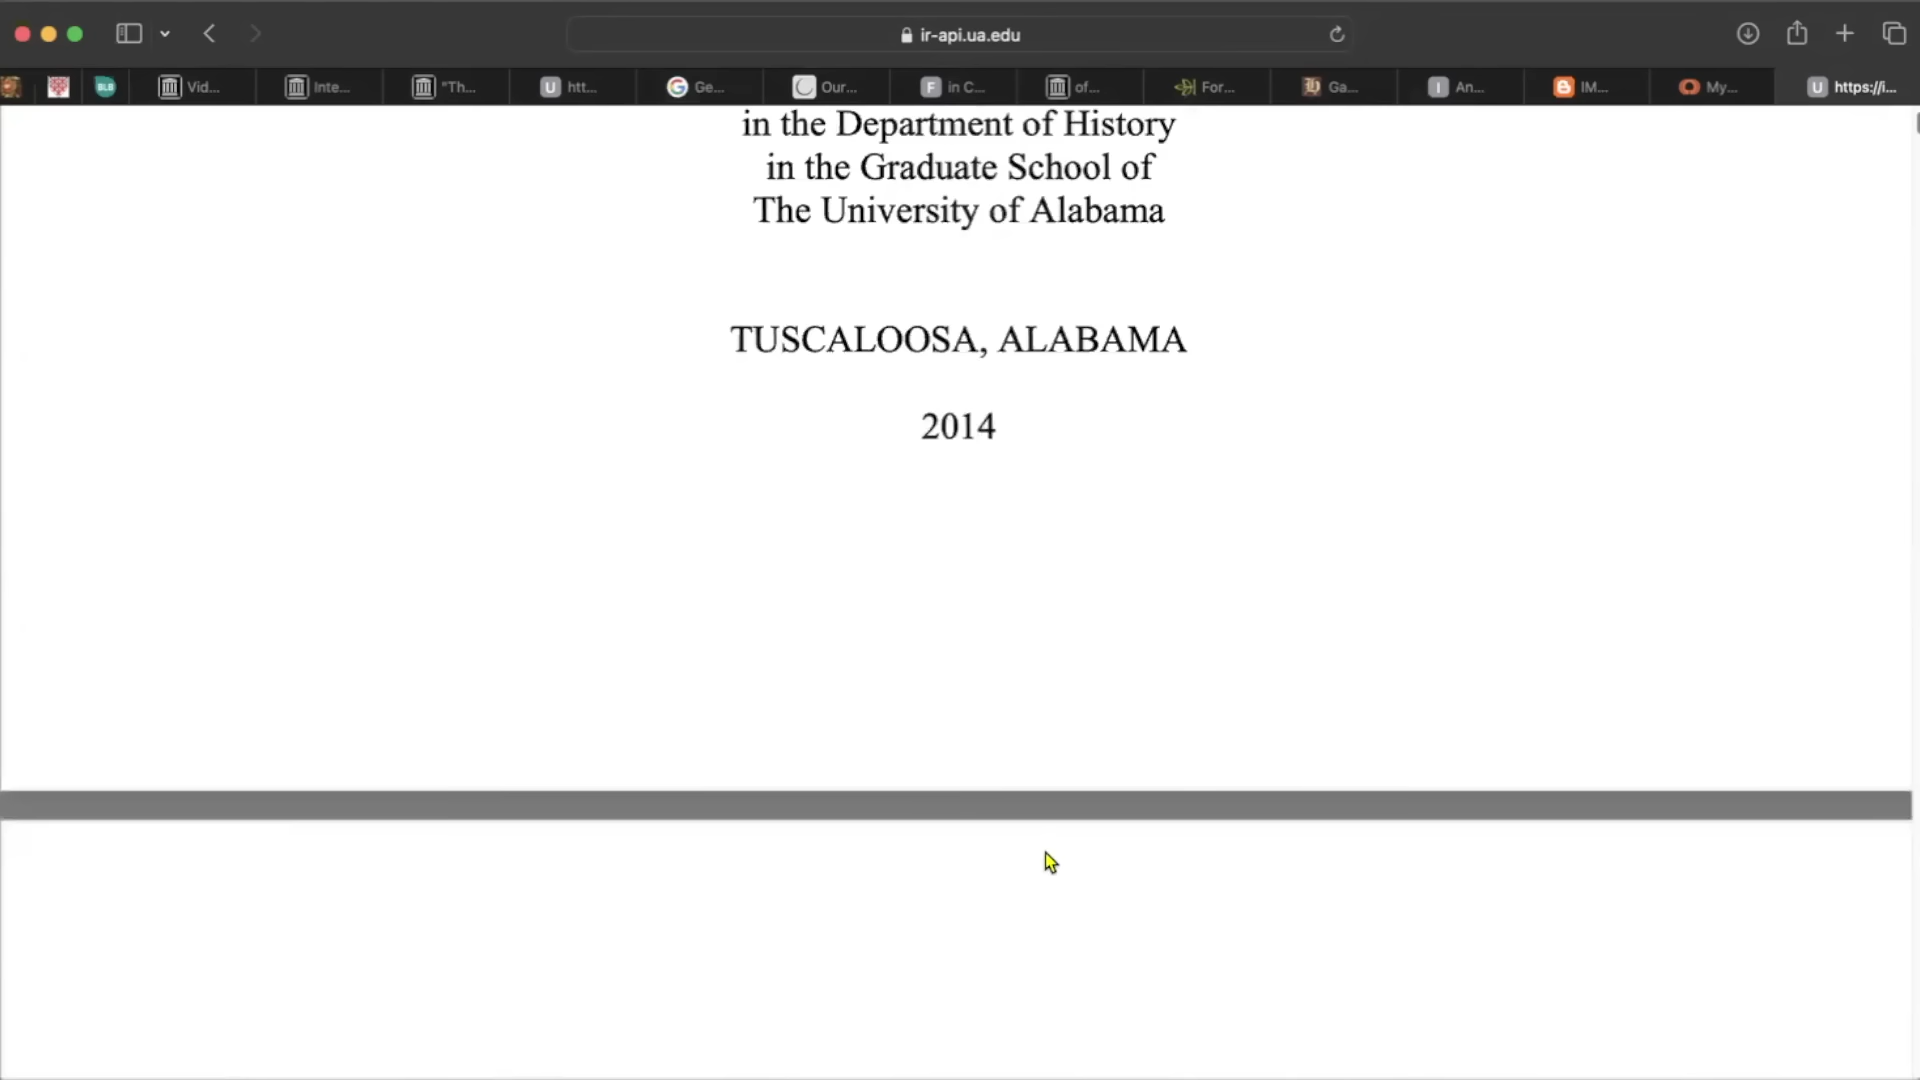 ir-api.ua.edu
BLB
Vid...
Inte...
"Th...
U htt...
G Ge...
Our...
F in C...
of...
For...
Ga...
I An...
IM...
My...
U https://i...
in the Department of History
in the Graduate School of
The University of Alabama
TUSCALOOSA, ALABAMA
2014